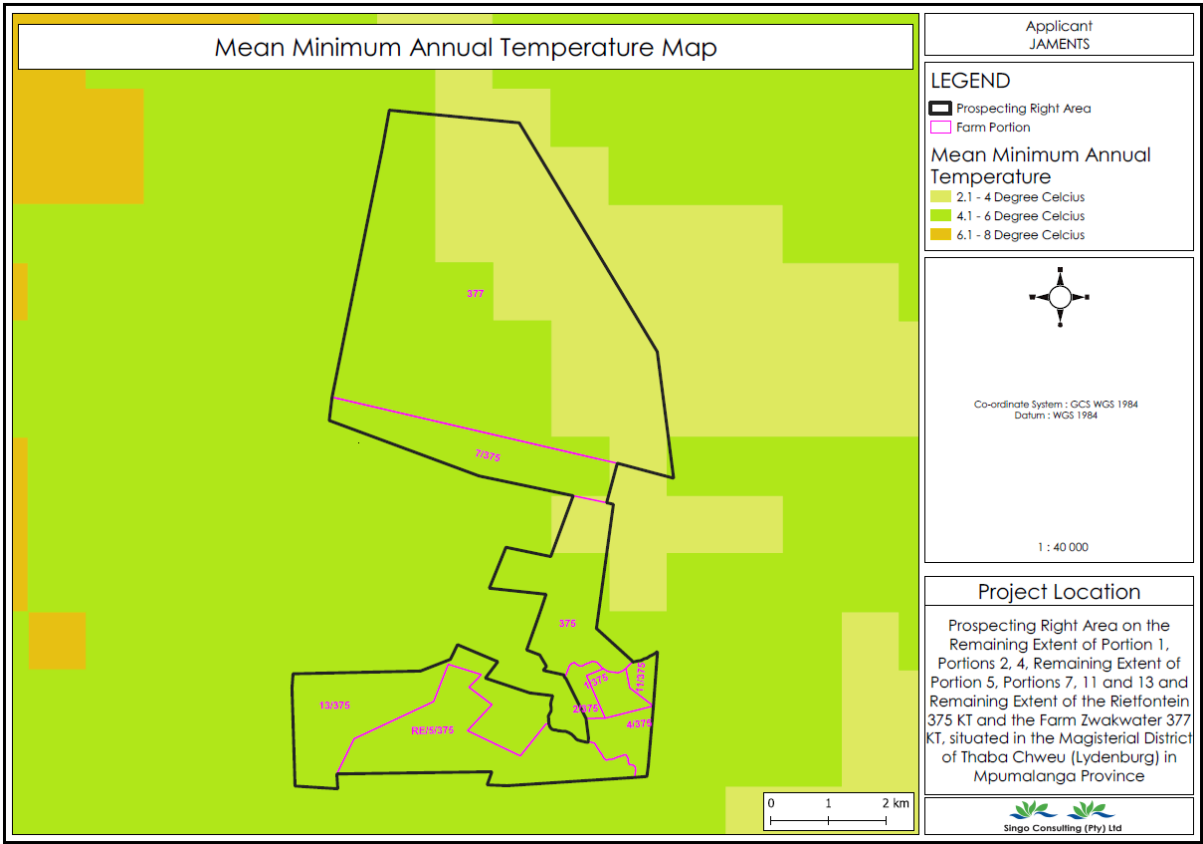 Mean Minimum Annual Temperature Map
377
7/375
375
1/375
11/375
2/375
4/375
13/375
RE/5/375
0 1 2 km
Applicant
JAMENTS
LEGEND
Prospecting Right Area
Farm Portion
Mean Minimum Annual
Temperature
2.1 - 4 Degree Celcius
4.1 - 6 Degree Celcius
6.1 - 8 Degree Celcius
N
W E
S
Co-ordinate System : GCS WGS 1984
Datum : WGS 1984
1 : 40 000
Project Location
Prospecting Right Area on the
Remaining Extent of Portion 1,
Portions 2, 4, Remaining Extent of
Portion 5, Portions 7, 11 and 13 and
Remaining Extent of the Rietfontein
375 KT and the Farm Zwakwater 377
KT, situated in the Magisterial District
of Thaba Chweu (Lydenburg) in
Mpumalanga Province
Singo Consulting (Pty) Ltd